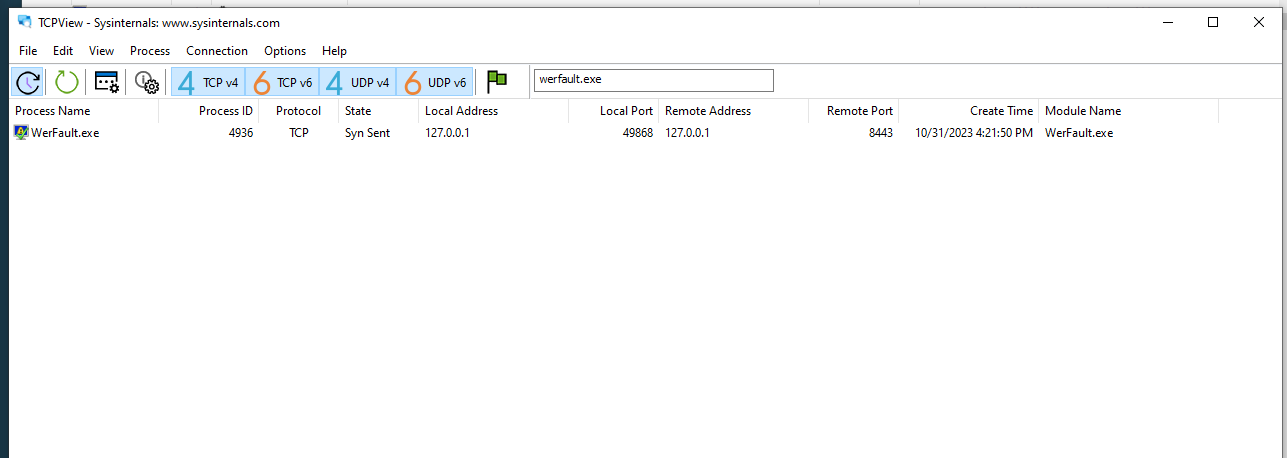 TCPView - Sysinternals: www.sysinternals.com
File Edit View Process Connection Options Help
4 TCP v4 6 TCP v6 4 UDP v4 6 UDP v6 werfault.exe
Process Name Process ID Protocol State Local Address Local Port Remote Address Remote Port Create Time Module Name
WerFault.exe 4936 TCP Syn Sent 127.0.0.1 49868 127.0.0.1 8443 10/31/2023 4:21:50 PM WerFault.exe